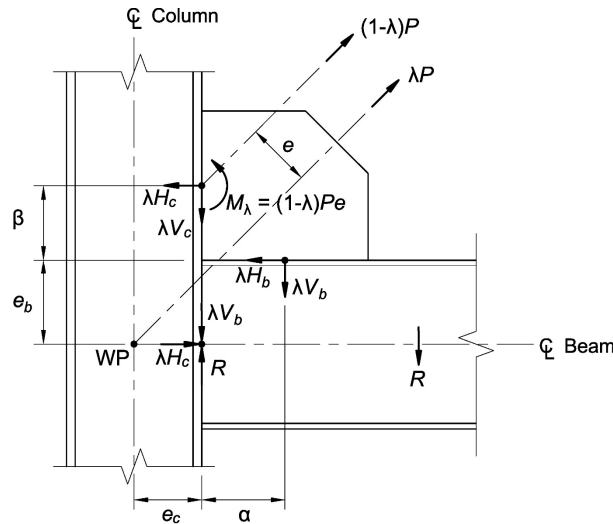 ℄ Column
(1-λ)P
λP
e
λH_c
M_λ = (1-λ)Pe
β
λV_c
λH_b
λV_b
e_b
λV_b
WP
λH_c
R
R
℄ Beam
e_c
α